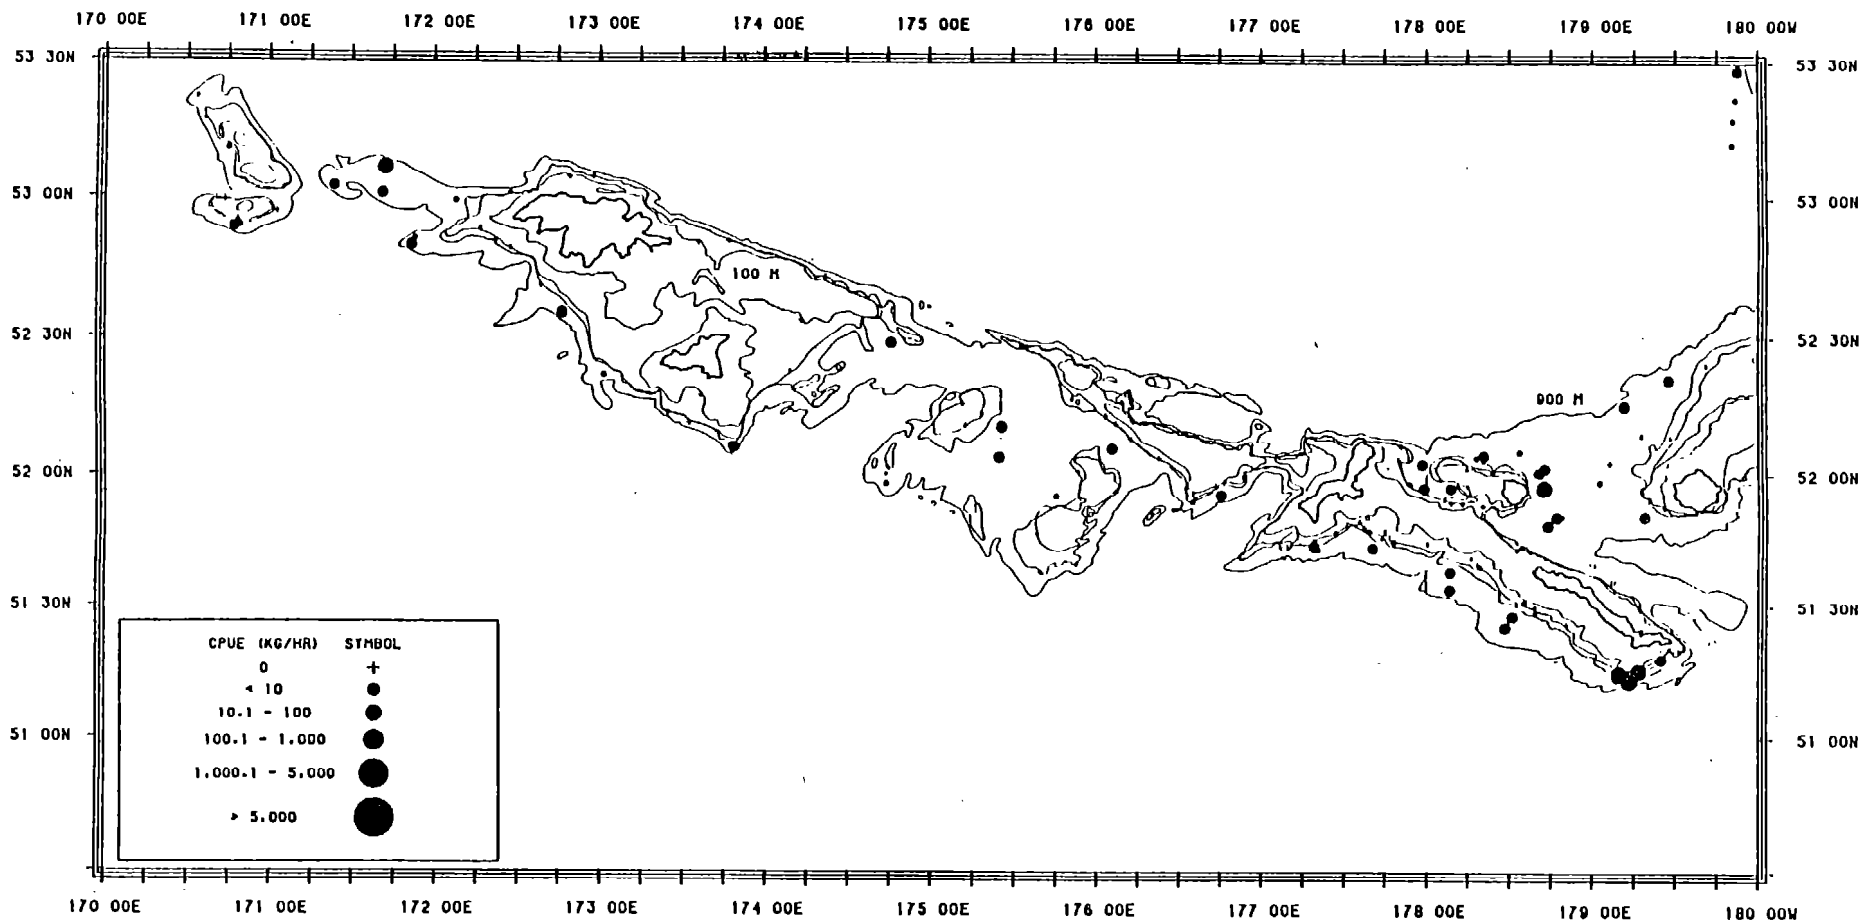 170 00E 171 00E 172 00E 173 00E 174 00E 175 00E 176 00E 177 00E 178 00E 179 00E 180 00W
53 30N 53 30N
53 00N 53 00N
100 M
52 30N 52 30N
900 M
52 00N 52 00N
51 30N 51 30N
CPUE (KG/HR) SYMBOL
0 +
< 10
10.1 - 100
51 00N 51 00N
100.1 - 1.000
1.000.1 - 5.000
> 5.000
170 00E 171 00E 172 00E 173 00E 174 00E 175 00E 176 00E 177 00E 178 00E 179 00E 180 00W